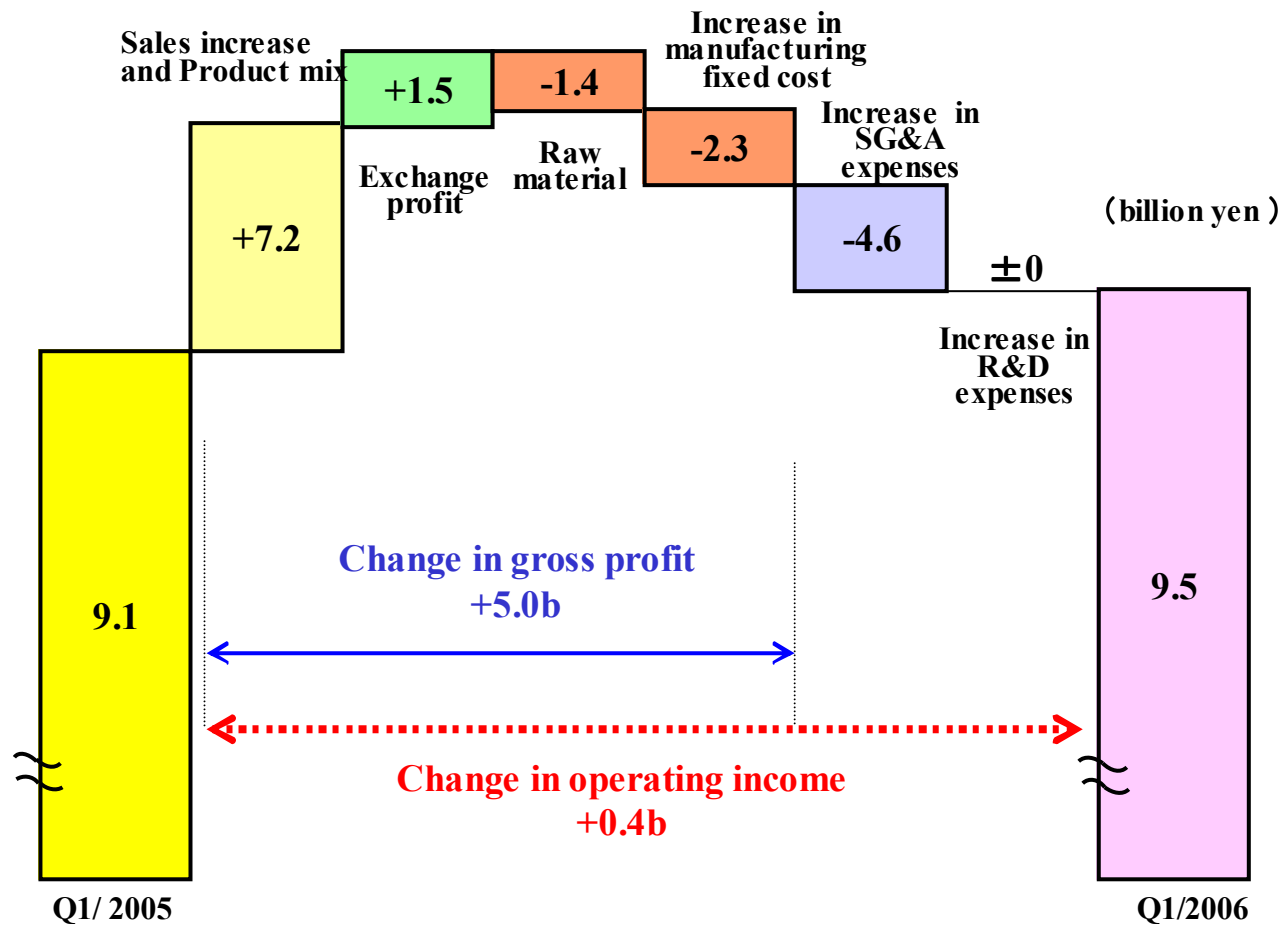 Sales increase
and Product mix
Increase in
manufacturing
fixed cost
+1.5
-1.4
Increase in
SG&A
expenses
-2.3
Exchange
profit
Raw
material
（billion yen）
+7.2
-4.6
±0
Increase in
R&D
expenses
Change in gross profit
+5.0b
9.1
9.5
Change in operating income
+0.4b
Q1/ 2005
Q1/2006